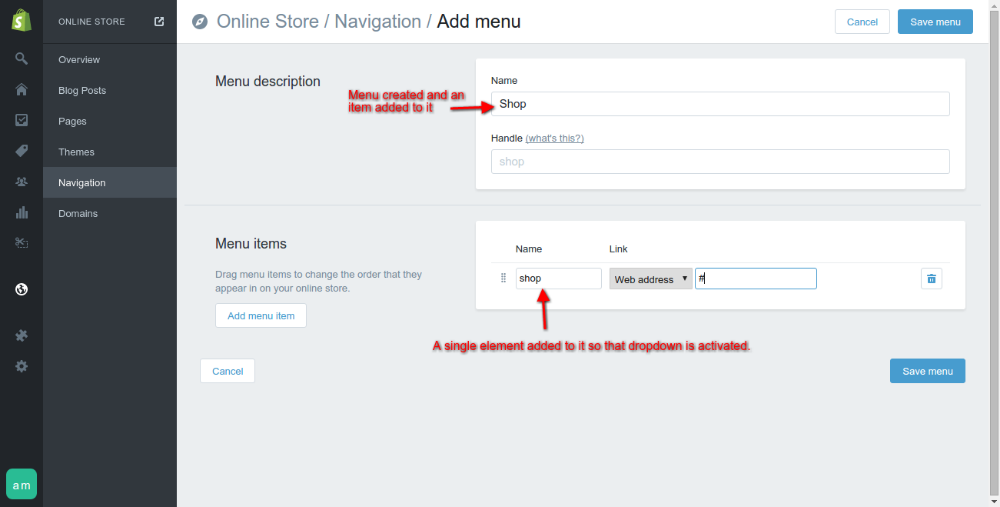 ONLINE STORE
Online Store / Navigation / Add menu
Cancel
Save menu
Overview
Blog Posts
Pages
Themes
Navigation
Domains
am
Menu description
Menu created and an
item added to it
Name
Shop
Handle (what's this?)
shop
Menu items
Drag menu items to change the order that they
appear in on your online store.
Add menu item
Name Link
shop Web address #
A single element added to it so that dropdown is activated.
Cancel
Save menu